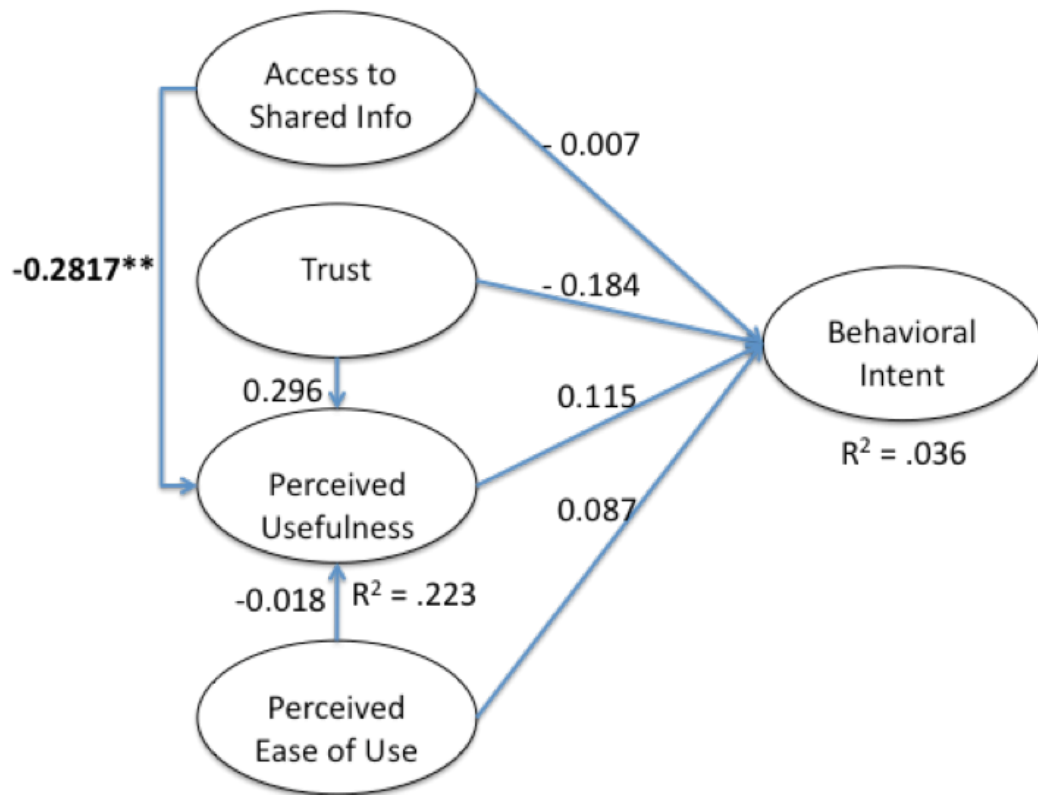 Access to
Shared Info
- 0.007
-0.2817**
Trust
- 0.184
Behavioral
Intent
R² = .036
0.296
0.115
Perceived
Usefulness
0.087
-0.018
R² = .223
Perceived
Ease of Use